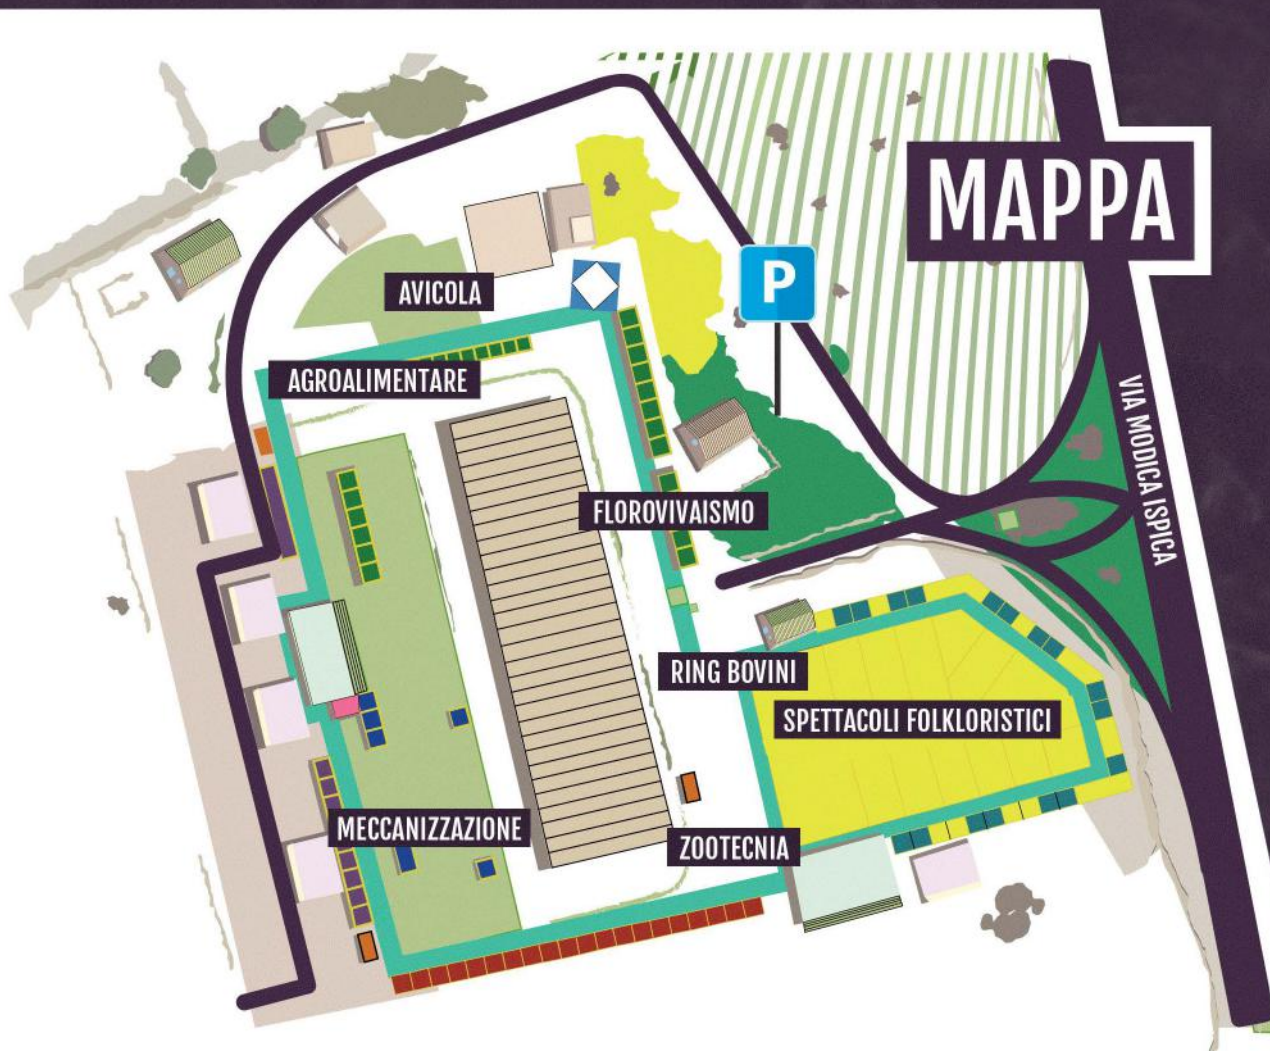 MAPPA
P
AVICOLA
AGROALIMENTARE
VIA MODICA ISPICA
FLOROVIVAISMO
RING BOVINI
SPETTACOLI FOLKLORISTICI
MECCANIZZAZIONE
ZOOTECNIA